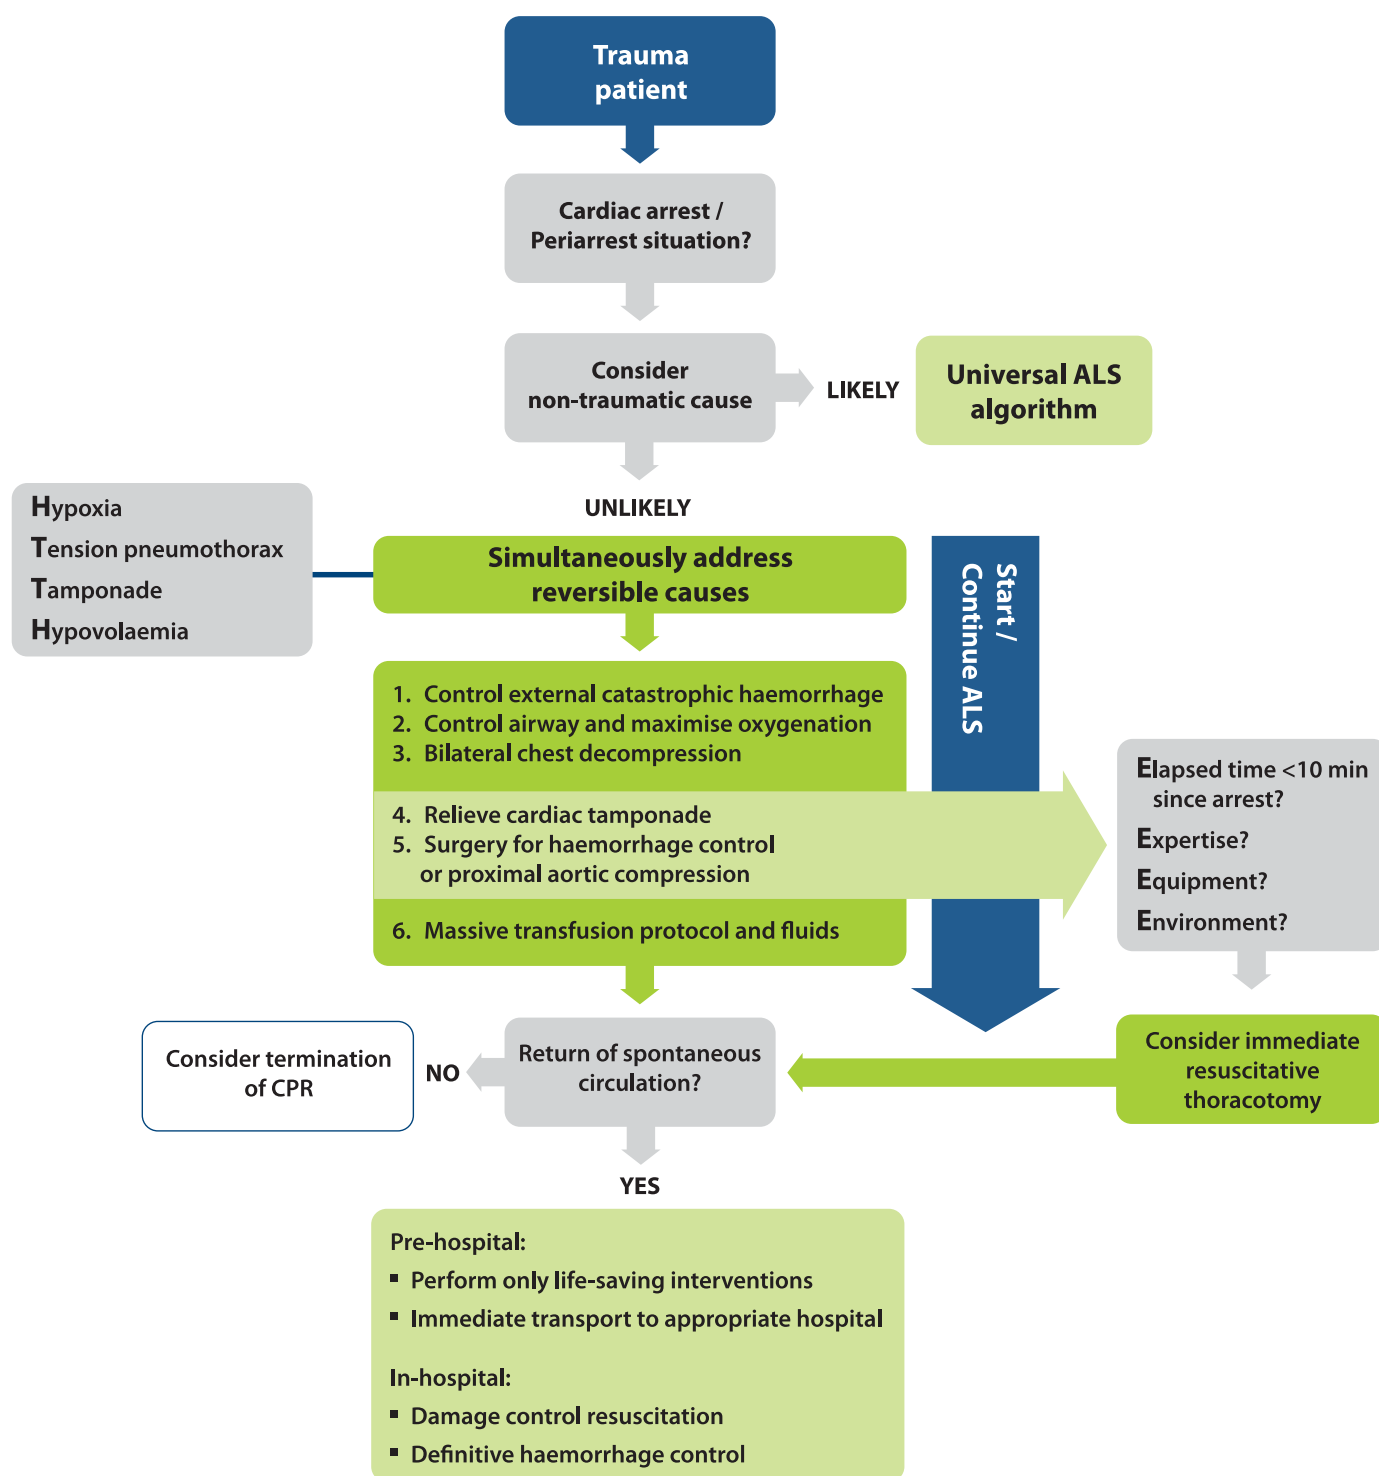 Trauma
patient
Cardiac arrest /
Periarrest situation?
Consider
non-traumatic cause
LIKELY
Universal ALS
algorithm
UNLIKELY
Hypoxia
Tension pneumothorax
Tamponade
Hypovolaemia
Simultaneously address
reversible causes
Start /
Continue ALS
1. Control external catastrophic haemorrhage
2. Control airway and maximise oxygenation
3. Bilateral chest decompression
4. Relieve cardiac tamponade
5. Surgery for haemorrhage control
or proximal aortic compression
6. Massive transfusion protocol and fluids
Elapsed time <10 min
since arrest?
Expertise?
Equipment?
Environment?
Consider immediate
resuscitative
thoracotomy
Return of spontaneous
circulation?
NO
Consider termination
of CPR
YES
Pre-hospital:
▪ Perform only life-saving interventions
▪ Immediate transport to appropriate hospital
In-hospital:
▪ Damage control resuscitation
▪ Definitive haemorrhage control